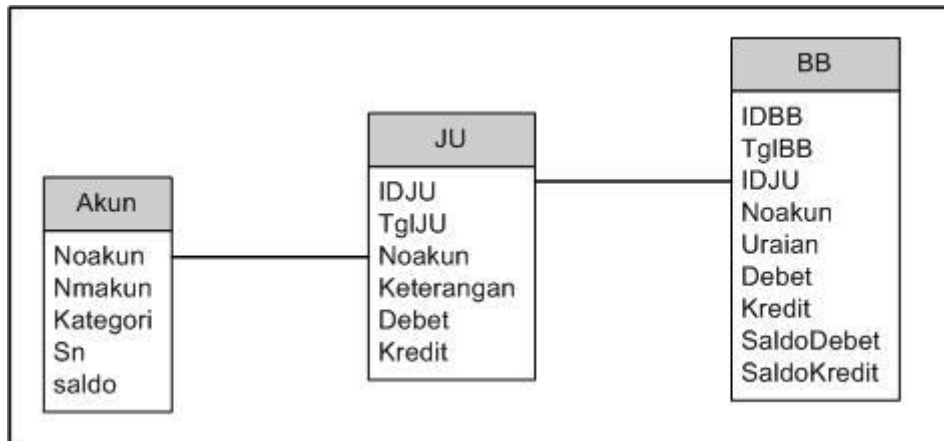 Akun
Noakun
Nmakun
Kategori
Sn
saldo
JU
IDJU
TglJU
Noakun
Keterangan
Debet
Kredit
BB
IDBB
TglBB
IDJU
Noakun
Uraian
Debet
Kredit
SaldoDebet
SaldoKredit